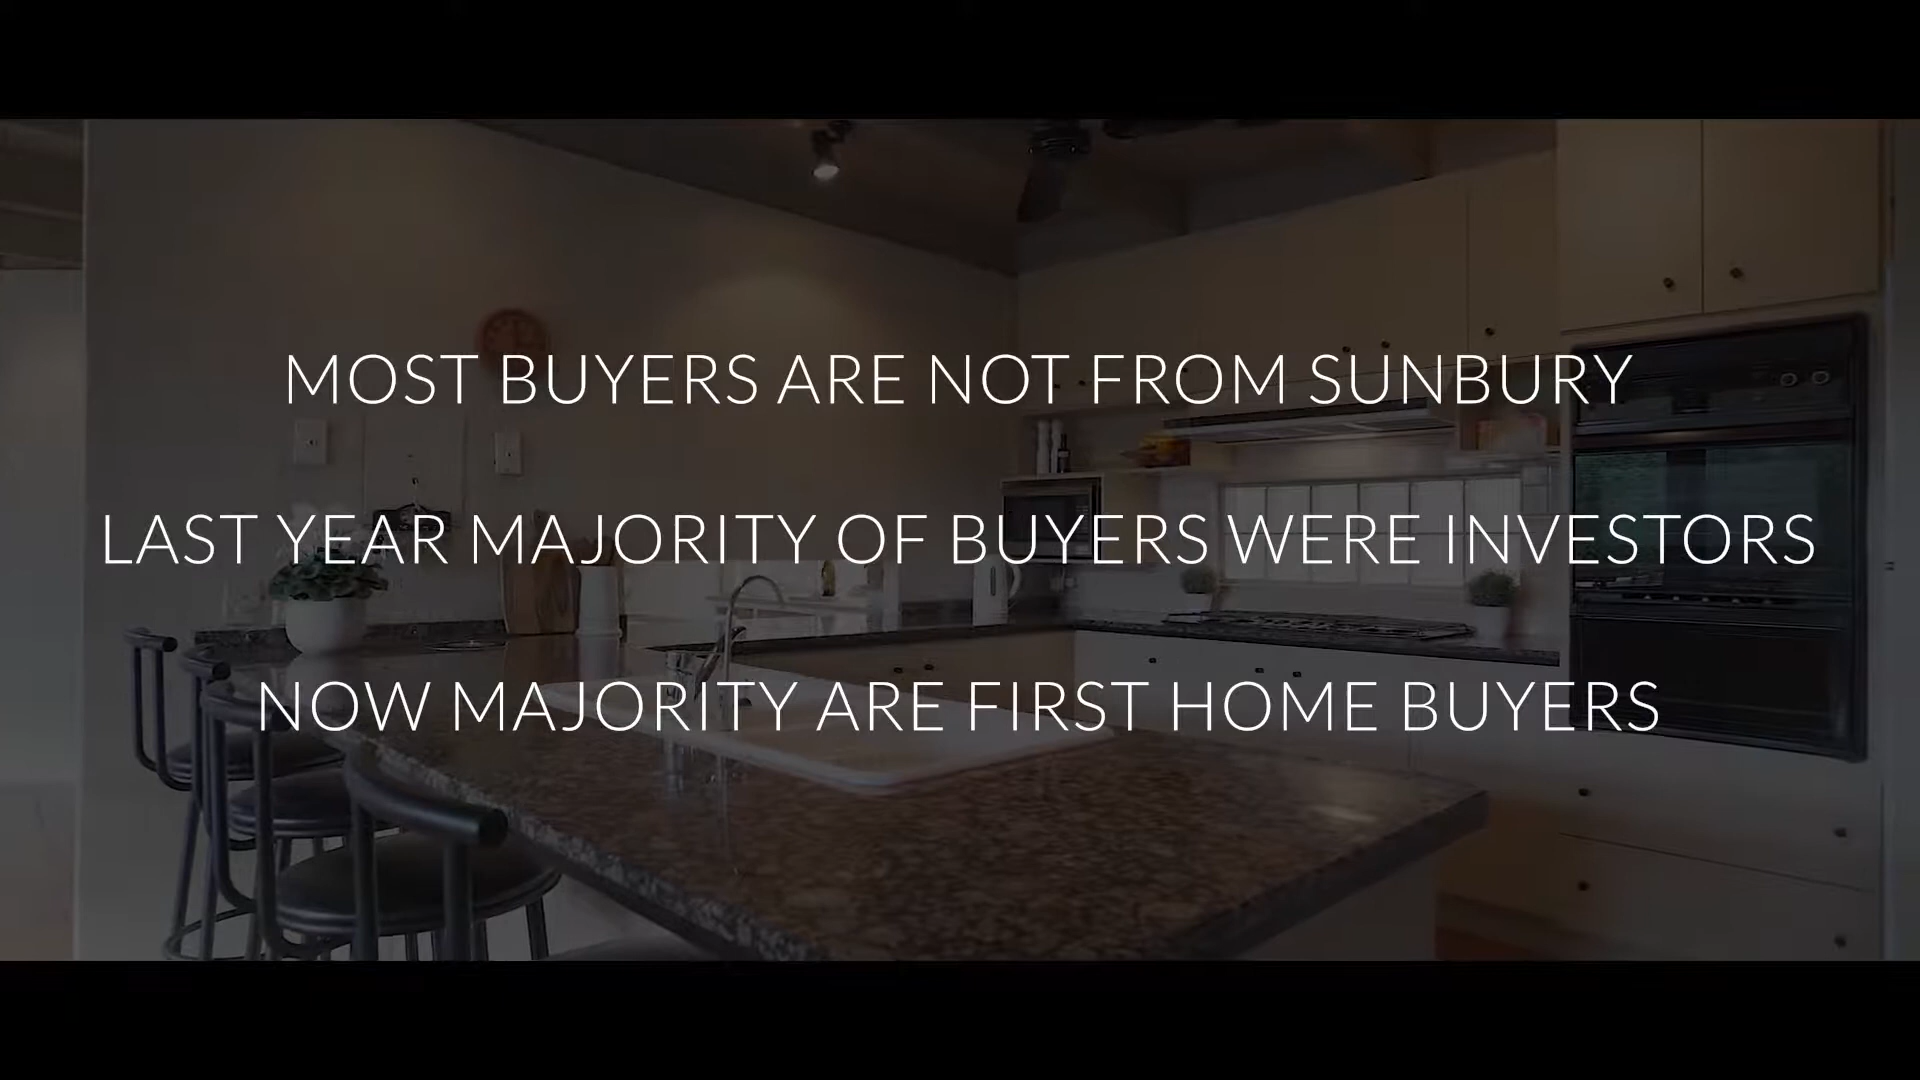 MOST BUYERS ARE NOT FROM SUNBURY
LAST YEAR MAJORITY OF BUYERS WERE INVESTORS
NOW MAJORITY ARE FIRST HOME BUYERS